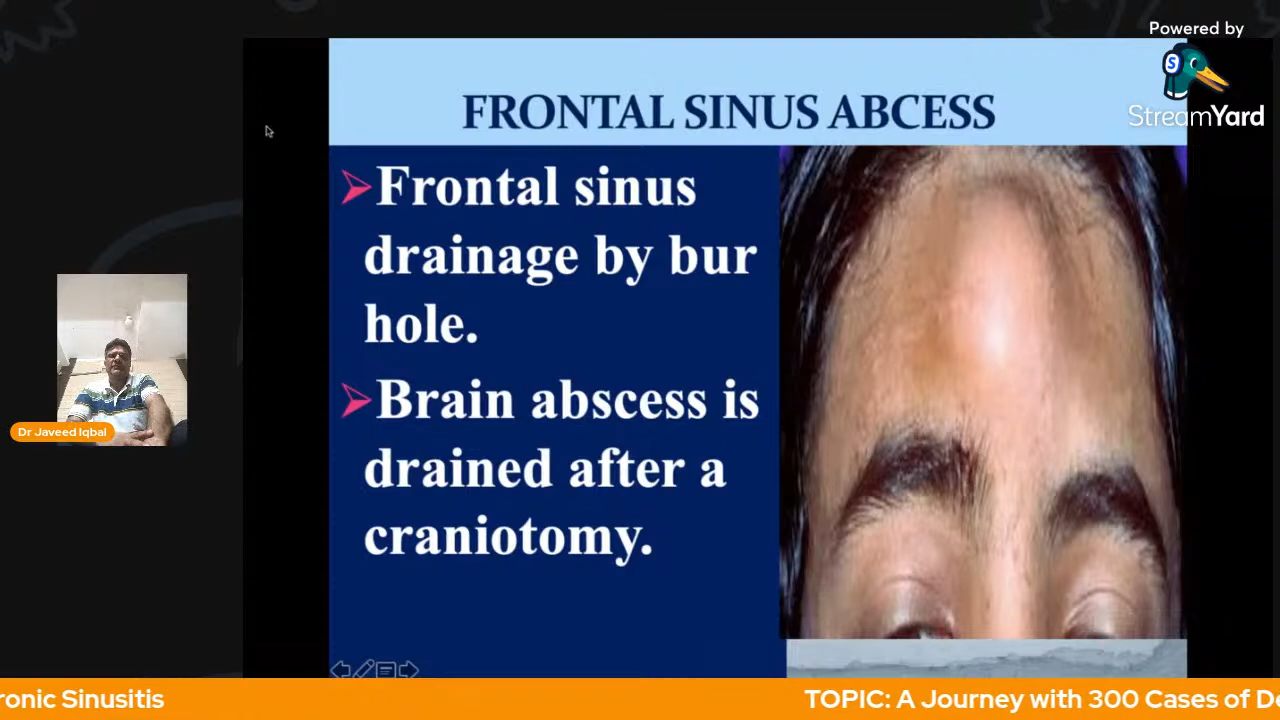 Powered by
S
StreamYard
FRONTAL SINUS ABCESS
Frontal sinus
drainage by bur
hole.
Brain abscess is
drained after a
craniotomy.
Dr Javeed Iqbal
ronic Sinusitis
TOPIC: A Journey with 300 Cases of De